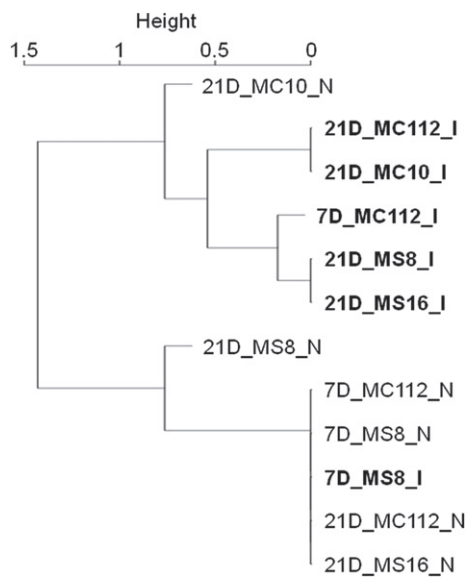 Height
1.5 1 0.5 0
21D_MC10_N
21D_MC112_I
21D_MC10_I
7D_MC112_I
21D_MS8_I
21D_MS16_I
21D_MS8_N
7D_MC112_N
7D_MS8_N
7D_MS8_I
21D_MC112_N
21D_MS16_N